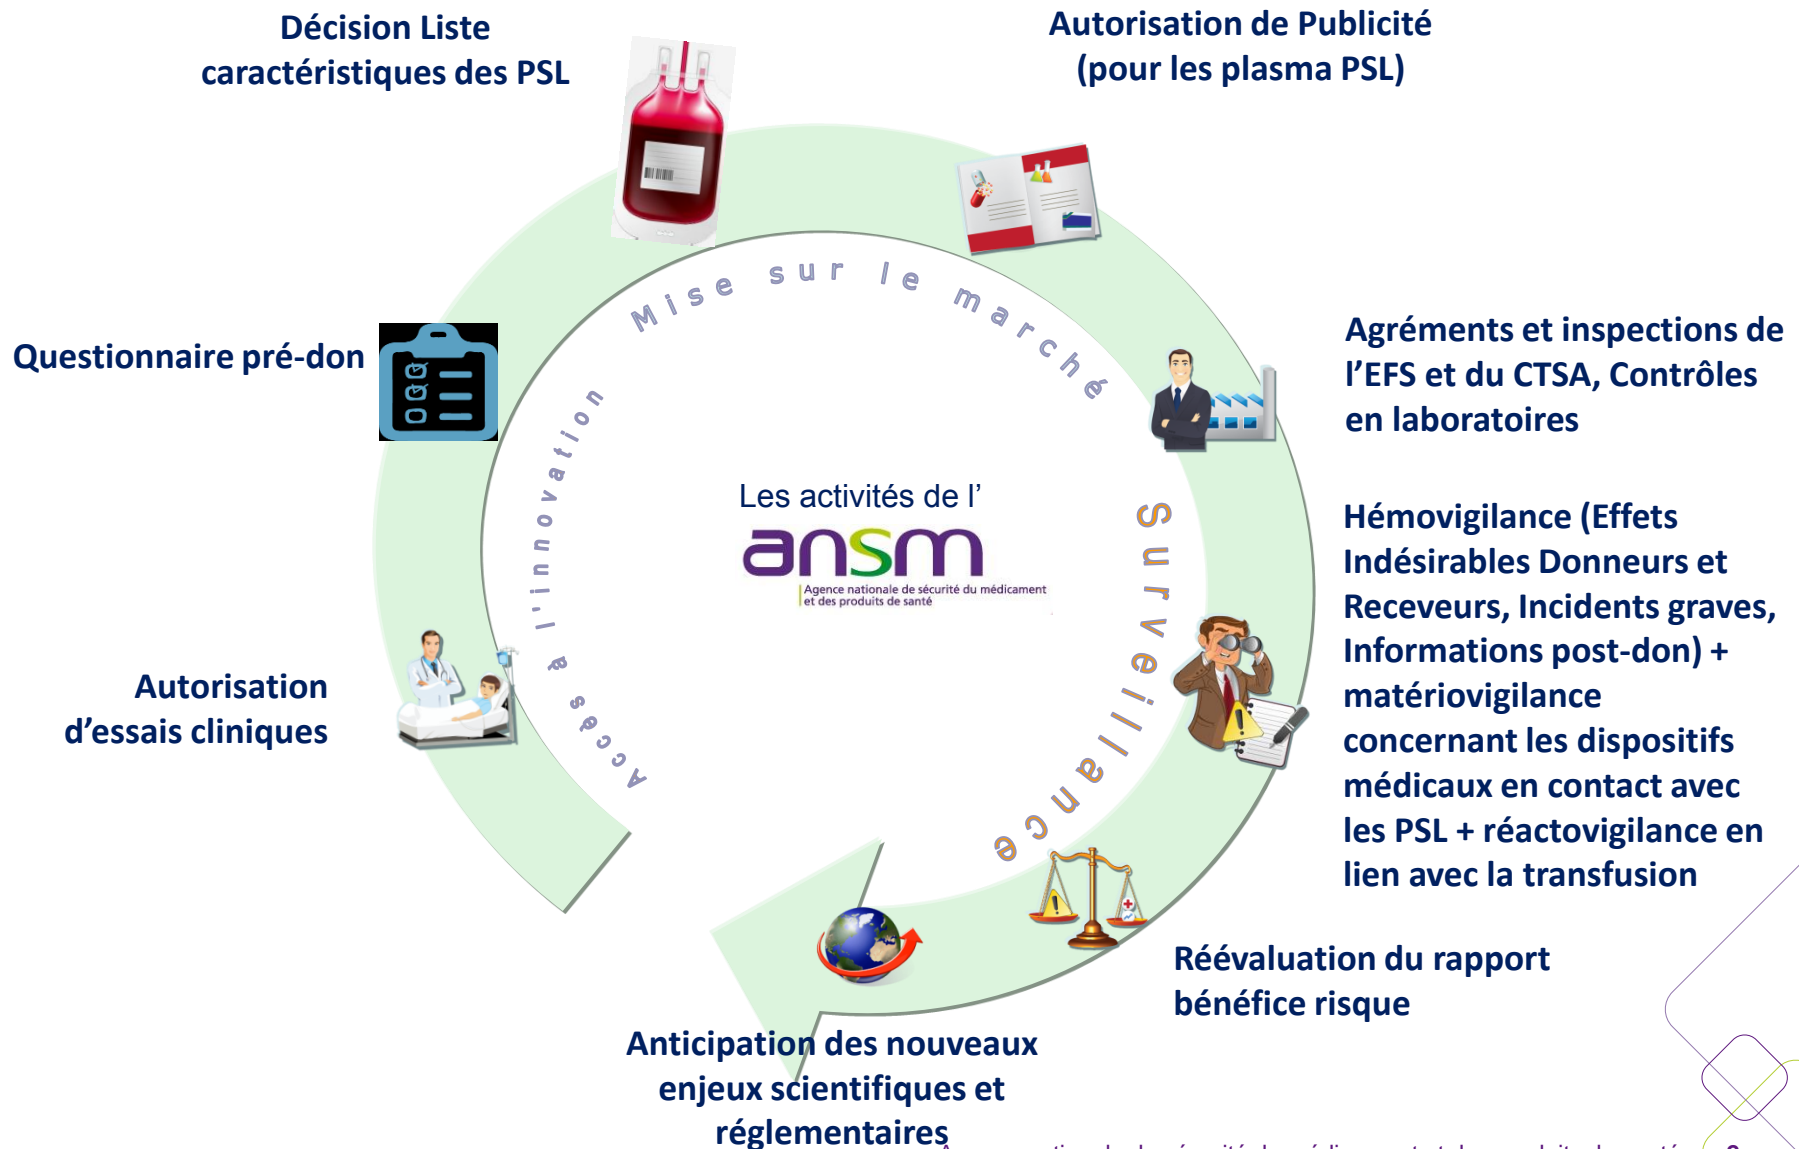 Décision Liste
caractéristiques des PSL
Autorisation de Publicité
(pour les plasma PSL)
Questionnaire pré-don
Agréments et inspections de
l’EFS et du CTSA, Contrôles
en laboratoires
Autorisation
d’essais cliniques
Hémovigilance (Effets
Indésirables Donneurs et
Receveurs, Incidents graves,
Informations post-don) +
matériovigilance
concernant les dispositifs
médicaux en contact avec
les PSL + réactovigilance en
lien avec la transfusion
Réévaluation du rapport
bénéfice risque
Anticipation des nouveaux
enjeux scientifiques et
réglementaires
Accès à l'innovation
Mise sur le marché
Surveillance
Les activités de l’
ansm
Agence nationale de sécurité du médicament
et des produits de santé